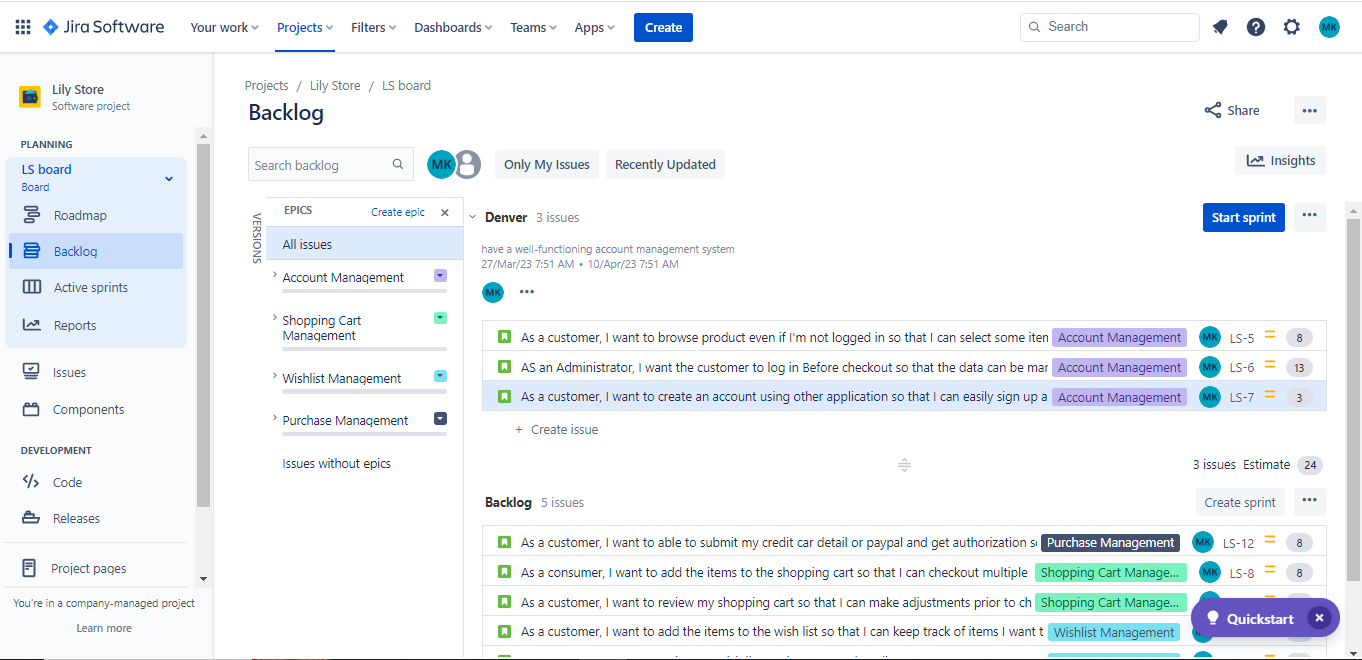 Jira Software Your work Projects Filters Dashboards Teams Apps Create Search MK
Lily Store
Software project
PLANNING
LS board
Board
Roadmap
Backlog
Active sprints
Reports
Issues
Components
DEVELOPMENT
Code
Releases
Project pages
You're in a company-managed project
Learn more
Projects / Lily Store / LS board
Backlog
Share
Search backlog MK Only My Issues Recently Updated Insights
VERSIONS
EPICS Create epic
All issues
Account Management
Shopping Cart
Management
Wishlist Management
Purchase Management
Issues without epics
Denver 3 issues Start sprint
have a well-functioning account management system
27/Mar/23 7:51 AM • 10/Apr/23 7:51 AM
MK
As a customer, I want to browse product even if I'm not logged in so that I can select some iten Account Management MK LS-5 8
AS an Administrator, I want the customer to log in Before checkout so that the data can be mar Account Management MK LS-6 13
As a customer, I want to create an account using other application so that I can easily sign up a Account Management MK LS-7 3
+ Create issue
3 issues Estimate 24
Backlog 5 issues Create sprint
As a customer, I want to able to submit my credit car detail or paypal and get authorization so Purchase Management MK LS-12 8
As a consumer, I want to add the items to the shopping cart so that I can checkout multiple Shopping Cart Manage... MK LS-8 8
As a customer, I want to review my shopping cart so that I can make adjustments prior to ch Shopping Cart Manage...
As a customer, I want to add the items to the wish list so that I can keep track of items I want t Wishlist Management
Quickstart